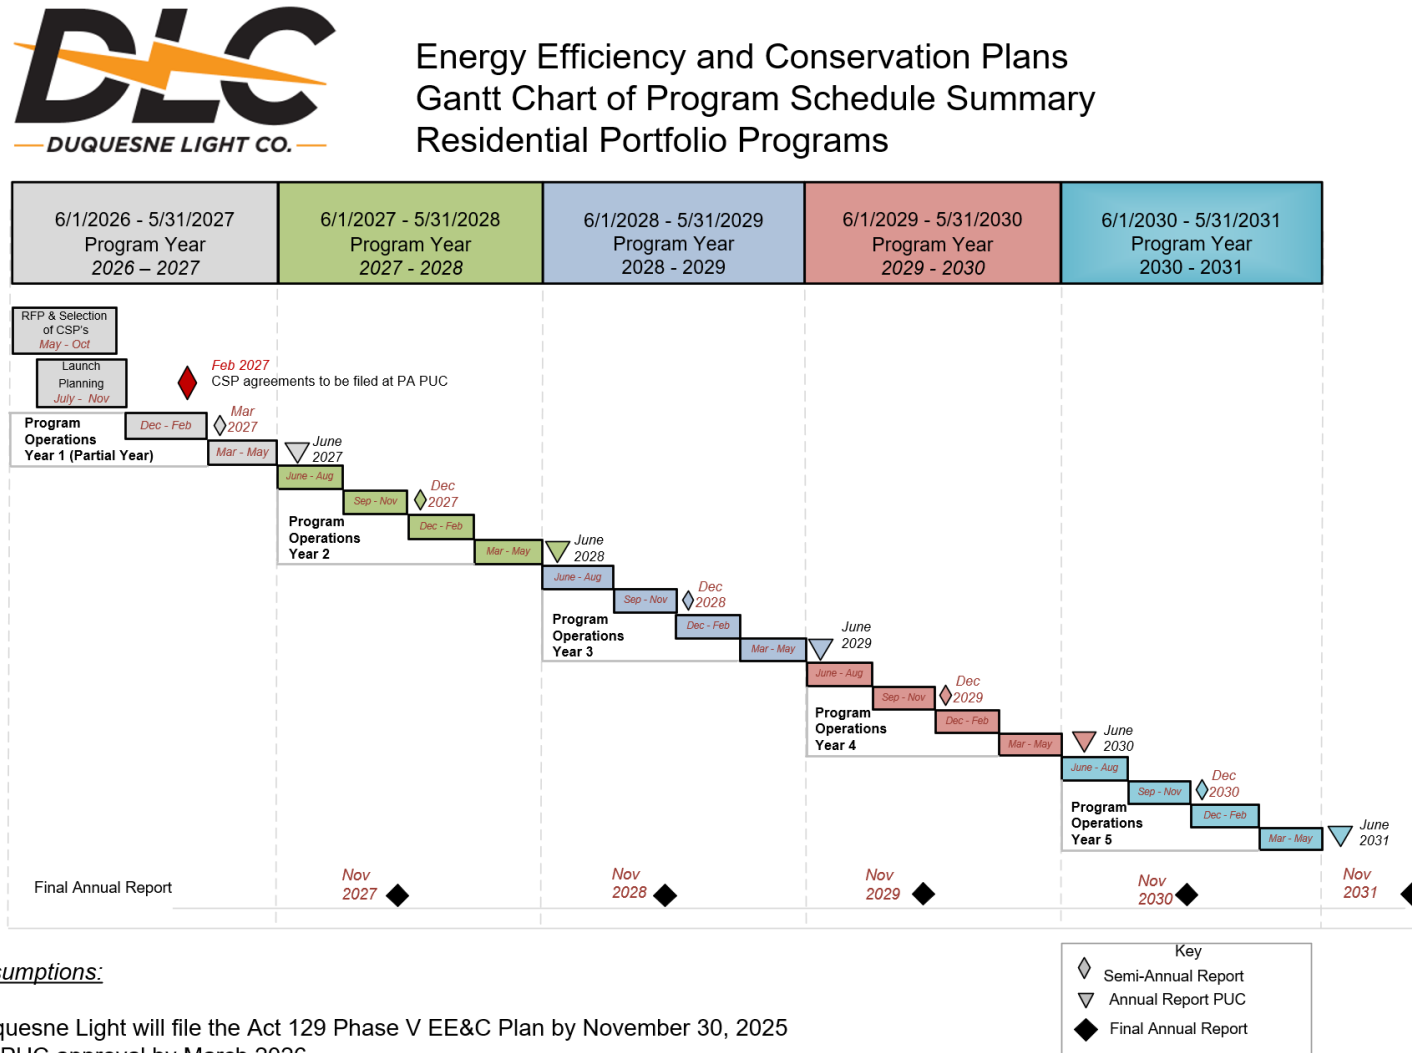 DLC
DUQUESNE LIGHT CO.
Energy Efficiency and Conservation Plans
Gantt Chart of Program Schedule Summary
Residential Portfolio Programs
6/1/2026 - 5/31/2027
Program Year
2026 – 2027
6/1/2027 - 5/31/2028
Program Year
2027 - 2028
6/1/2028 - 5/31/2029
Program Year
2028 - 2029
6/1/2029 - 5/31/2030
Program Year
2029 - 2030
6/1/2030 - 5/31/2031
Program Year
2030 - 2031
RFP & Selection
of CSP's
May - Oct
Launch
Planning
July - Nov
Feb 2027
CSP agreements to be filed at PA PUC
Program
Operations
Year 1 (Partial Year)
Dec - Feb
Mar
2027
Mar - May
June
2027
June - Aug
Sep - Nov
Dec
2027
Program
Operations
Year 2
Dec - Feb
Mar - May
June
2028
June - Aug
Sep - Nov
Dec
2028
Program
Operations
Year 3
Dec - Feb
Mar - May
June
2029
June - Aug
Sep - Nov
Dec
2029
Program
Operations
Year 4
Dec - Feb
Mar - May
June
2030
June - Aug
Sep - Nov
Dec
2030
Program
Operations
Year 5
Dec - Feb
Mar - May
June
2031
Final Annual Report
Nov
2027
Nov
2028
Nov
2029
Nov
2030
Nov
2031
Key
Semi-Annual Report
Annual Report PUC
Final Annual Report
sumptions:
quesne Light will file the Act 129 Phase V EE&C Plan by November 30, 2025
PUC approval by March 2026